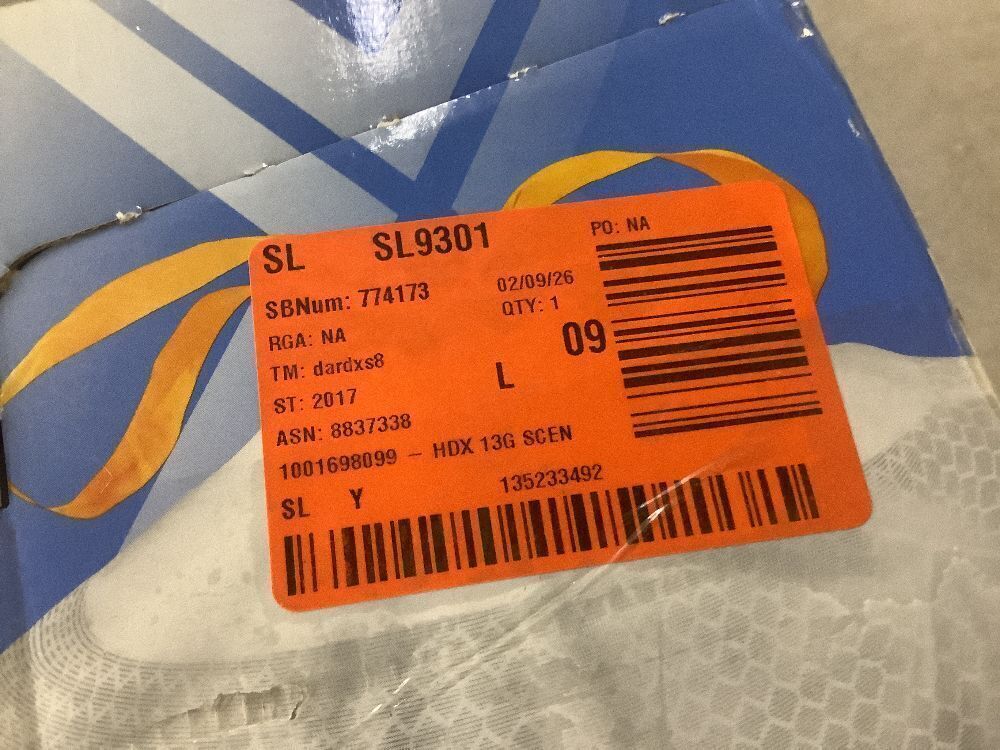 SL SL9301 PO: NA
SBNum: 774173 02/09/26
RGA: NA QTY: 1
TM: dardxs8 09
ST: 2017 L
ASN: 8837338
1001698099 – HDX 13G SCEN
SL Y 135233492